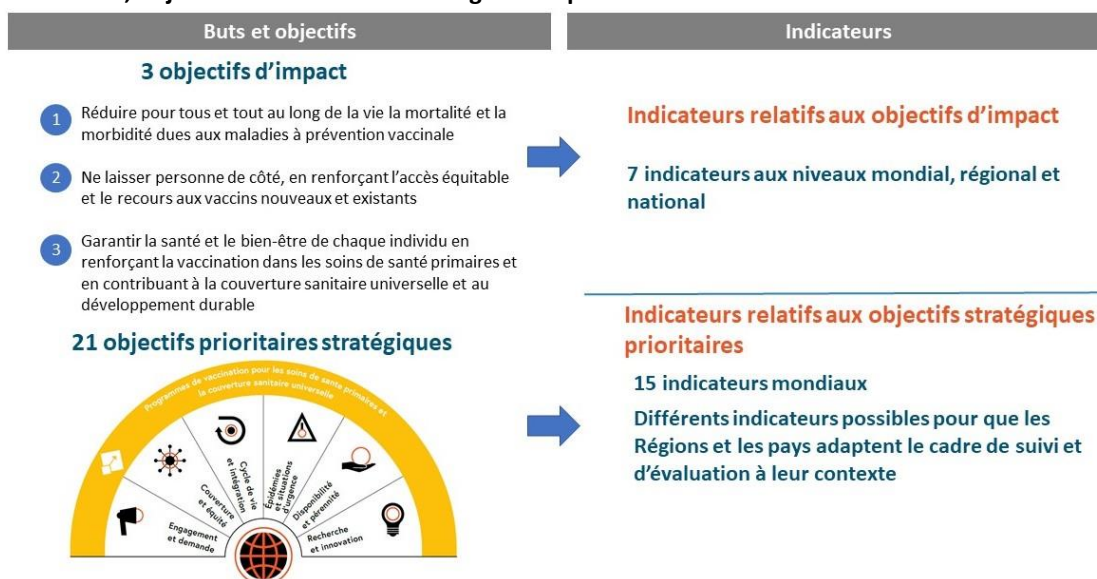 Buts et objectifs
3 objectifs d'impact
1
Réduire pour tous et tout au long de la vie la mortalité et la
morbidité dues aux maladies à prévention vaccinale
2
Ne laisser personne de côté, en renforçant l'accès équitable
et le recours aux vaccins nouveaux et existants
3
Garantir la santé et le bien-être de chaque individu en
renforçant la vaccination dans les soins de santé primaires et
en contribuant à la couverture sanitaire universelle et au
développement durable
21 objectifs prioritaires stratégiques
Programmes de vaccination pour les soins de sante primaires et
la couverture sanitaire universelle
Engagement
et demande
Couverture
et équité
Cycle de vie
et intégration
Épidémies
et situations
d'urgence
Disponibilité
et pérennité
Recherche
et innovation
Indicateurs
Indicateurs relatifs aux objectifs d'impact
7 indicateurs aux niveaux mondial, régional et
national
Indicateurs relatifs aux objectifs stratégiques
prioritaires
15 indicateurs mondiaux
Différents indicateurs possibles pour que les
Régions et les pays adaptent le cadre de suivi et
d'évaluation à leur contexte